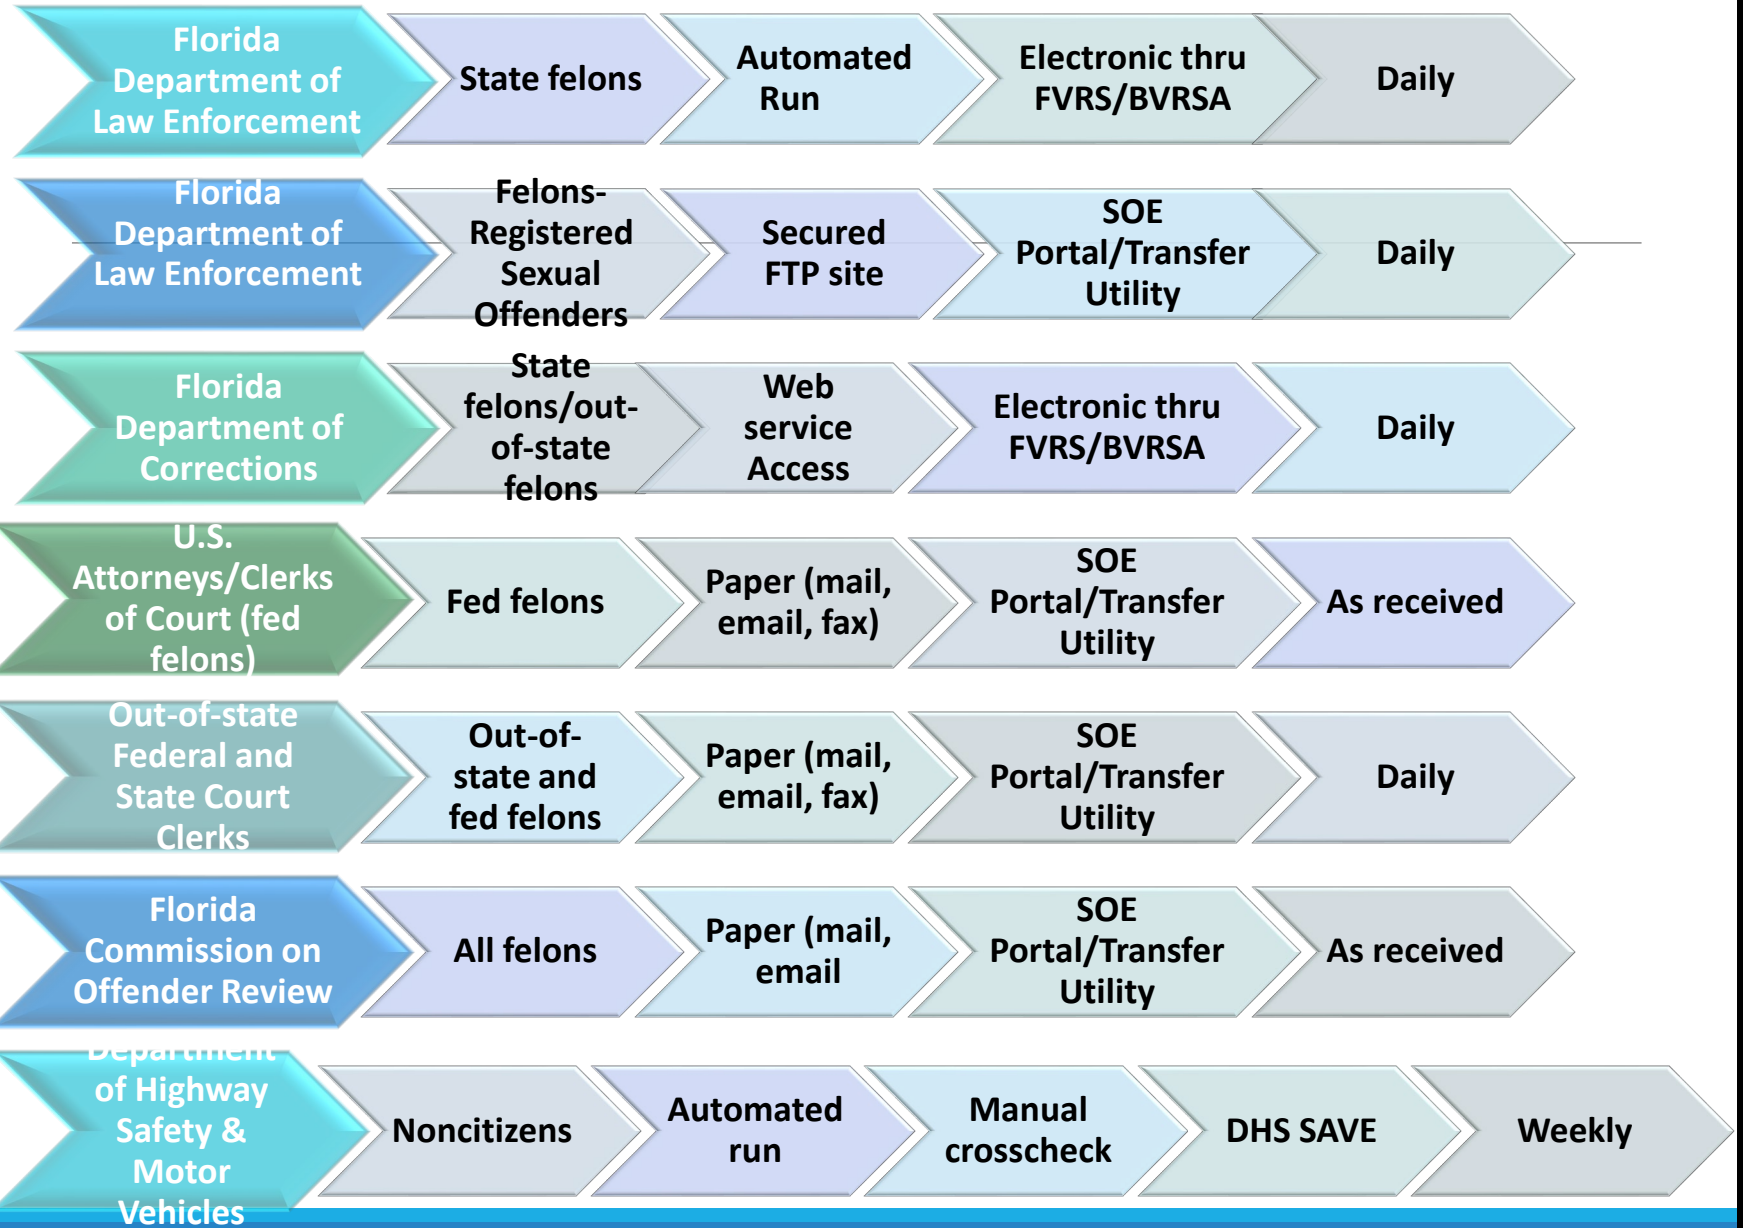 Florida
Department of
Law Enforcement
State felons
Automated
Run
Electronic thru
FVRS/BVRSA
Daily
Florida
Department of
Law Enforcement
Felons-
Registered
Sexual
Offenders
Secured
FTP site
SOE
Portal/Transfer
Utility
Daily
Florida
Department of
Corrections
State
felons/out-
of-state
felons
Web
service
Access
Electronic thru
FVRS/BVRSA
Daily
U.S.
Attorneys/Clerks
of Court (fed
felons)
Fed felons
Paper (mail,
email, fax)
SOE
Portal/Transfer
Utility
As received
Out-of-state
Federal and
State Court
Clerks
Out-of-
state and
fed felons
Paper (mail,
email, fax)
SOE
Portal/Transfer
Utility
Daily
Florida
Commission on
Offender Review
All felons
Paper (mail,
email
SOE
Portal/Transfer
Utility
As received
Department
of Highway
Safety &
Motor
Vehicles
Noncitizens
Automated
run
Manual
crosscheck
DHS SAVE
Weekly